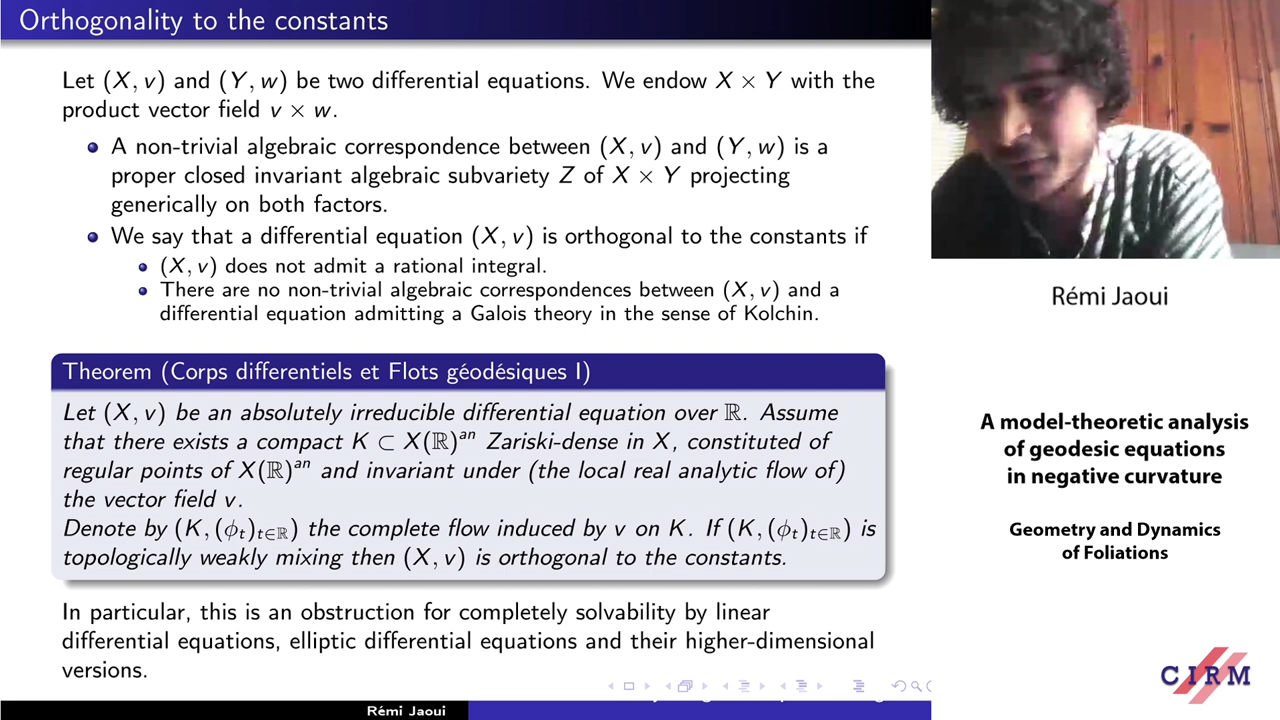 Orthogonality to the constants
Let (X, v) and (Y, w) be two differential equations. We endow X × Y with the
product vector field v × w.
A non-trivial algebraic correspondence between (X, v) and (Y, w) is a
proper closed invariant algebraic subvariety Z of X × Y projecting
generically on both factors.
We say that a differential equation (X, v) is orthogonal to the constants if
(X, v) does not admit a rational integral.
There are no non-trivial algebraic correspondences between (X, v) and a
differential equation admitting a Galois theory in the sense of Kolchin.
Theorem (Corps differentiels et Flots géodésiques I)
Let (X, v) be an absolutely irreducible differential equation over ℝ. Assume
that there exists a compact K ⊂ X(ℝ)^an Zariski-dense in X, constituted of
regular points of X(ℝ)^an and invariant under (the local real analytic flow of)
the vector field v.
Denote by (K, (ϕ_t)_{t∈ℝ}) the complete flow induced by v on K. If (K, (ϕ_t)_{t∈ℝ}) is
topologically weakly mixing then (X, v) is orthogonal to the constants.
In particular, this is an obstruction for completely solvability by linear
differential equations, elliptic differential equations and their higher-dimensional
versions.
Rémi Jaoui
Rémi Jaoui
A model-theoretic analysis
of geodesic equations
in negative curvature
Geometry and Dynamics
of Foliations
CIRM